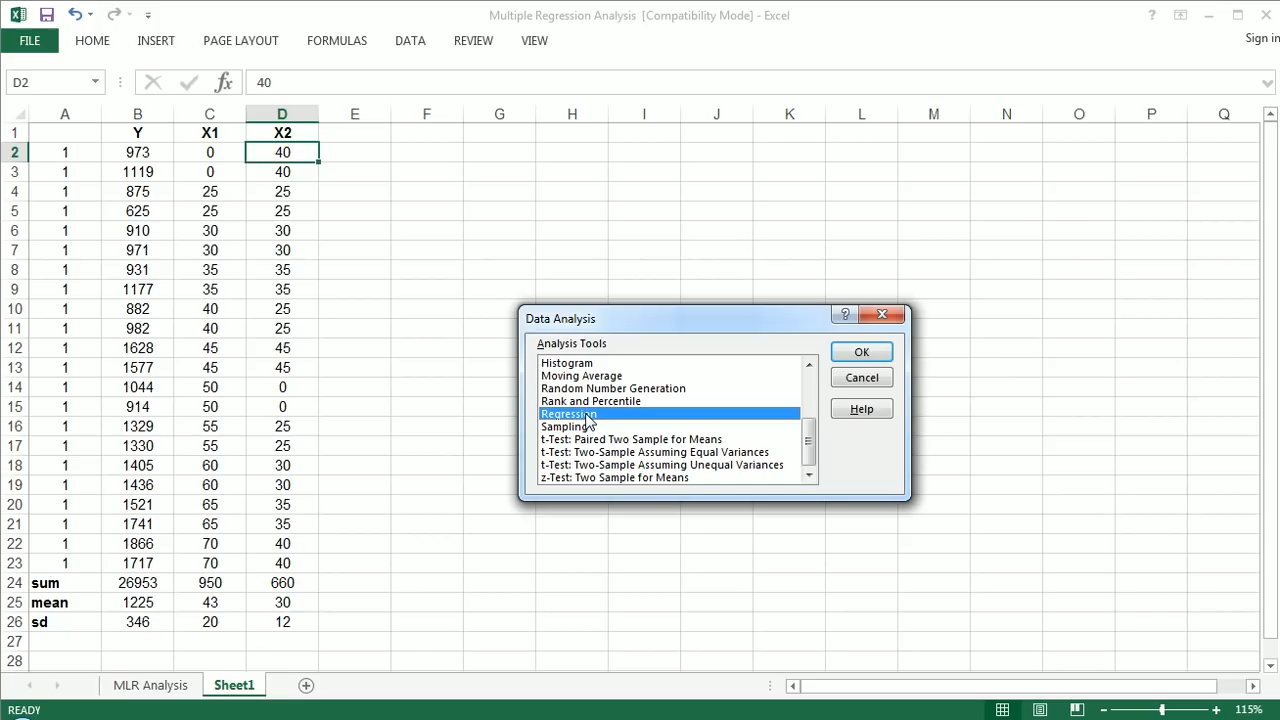 Multiple Regression Analysis [Compatibility Mode] - Excel
FILE HOME INSERT PAGE LAYOUT FORMULAS DATA REVIEW VIEW Sign in
D2 fx 40
A B C D E F G H I J K L M N O P Q
1 Y X1 X2
2 1 973 0 40
3 1 1119 0 40
4 1 875 25 25
5 1 625 25 25
6 1 910 30 30
7 1 971 30 30
8 1 931 35 35
9 1 1177 35 35
10 1 882 40 25
11 1 982 40 25
12 1 1628 45 45
13 1 1577 45 45
14 1 1044 50 0
15 1 914 50 0
16 1 1329 55 25
17 1 1330 55 25
18 1 1405 60 30
19 1 1436 60 30
20 1 1521 65 35
21 1 1741 65 35
22 1 1866 70 40
23 1 1717 70 40
24 sum 26953 950 660
25 mean 1225 43 30
26 sd 346 20 12
27
28
Data Analysis
Analysis Tools
Histogram
Moving Average
Random Number Generation
Rank and Percentile
Regression
Sampling
t-Test: Paired Two Sample for Means
t-Test: Two-Sample Assuming Equal Variances
t-Test: Two-Sample Assuming Unequal Variances
z-Test: Two Sample for Means
OK
Cancel
Help
MLR Analysis Sheet1
READY 115%